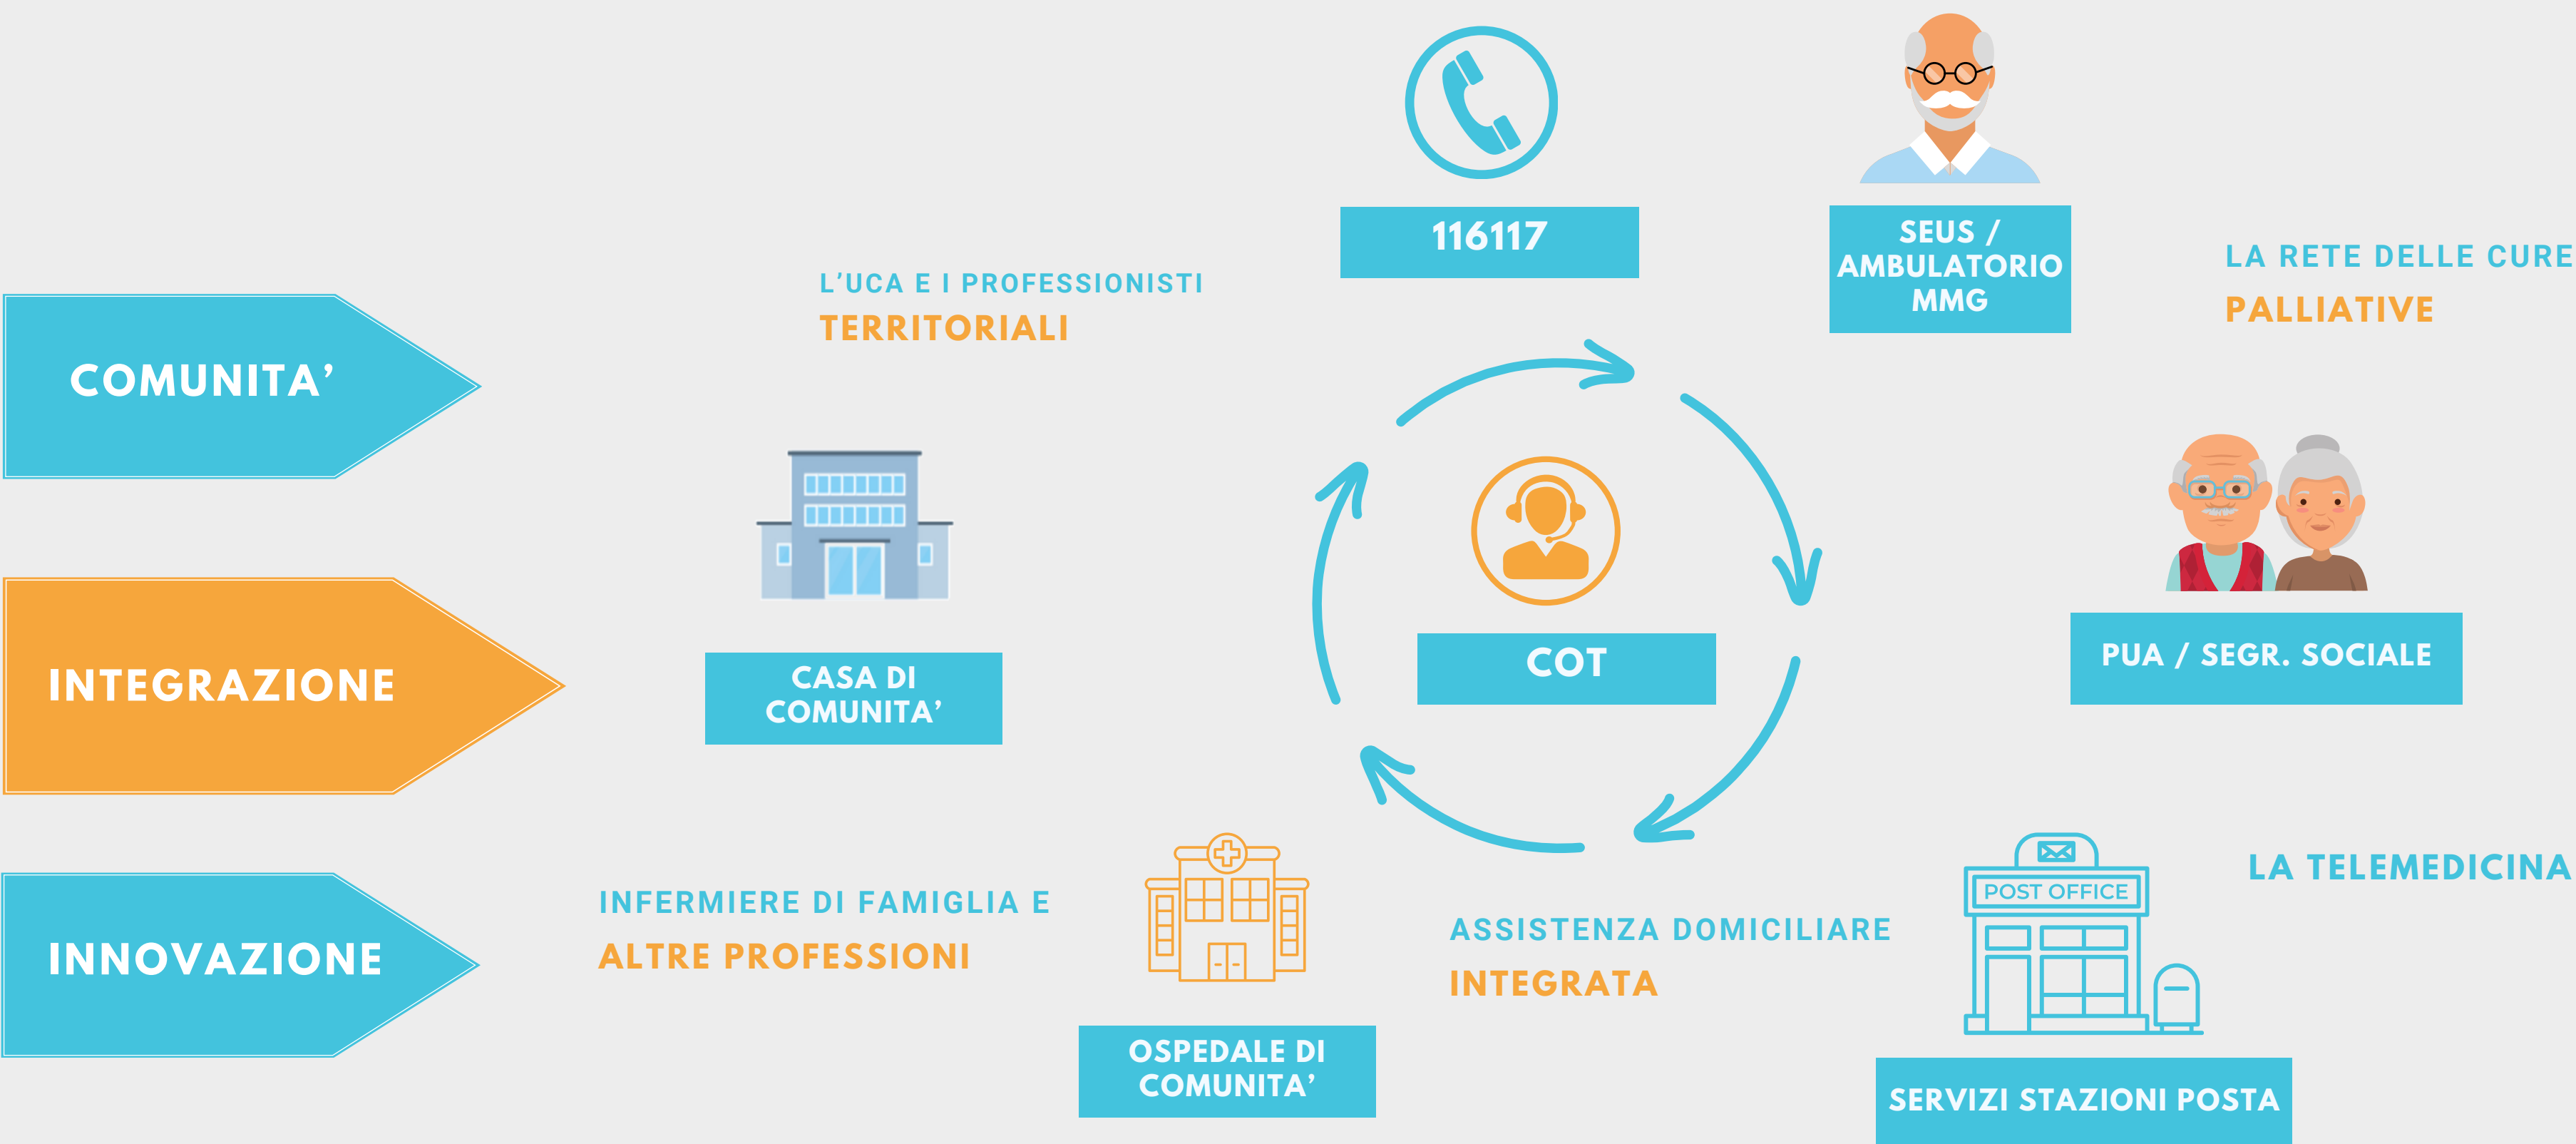 COMUNITA’
INTEGRAZIONE
INNOVAZIONE
L’UCA E I PROFESSIONISTI
TERRITORIALI
CASA DI
COMUNITA’
INFERMIERE DI FAMIGLIA E
ALTRE PROFESSIONI
OSPEDALE DI
COMUNITA’
116117
COT
ASSISTENZA DOMICILIARE
INTEGRATA
SEUS /
AMBULATORIO
MMG
LA RETE DELLE CURE
PALLIATIVE
PUA / SEGR. SOCIALE
POST OFFICE
LA TELEMEDICINA
SERVIZI STAZIONI POSTA